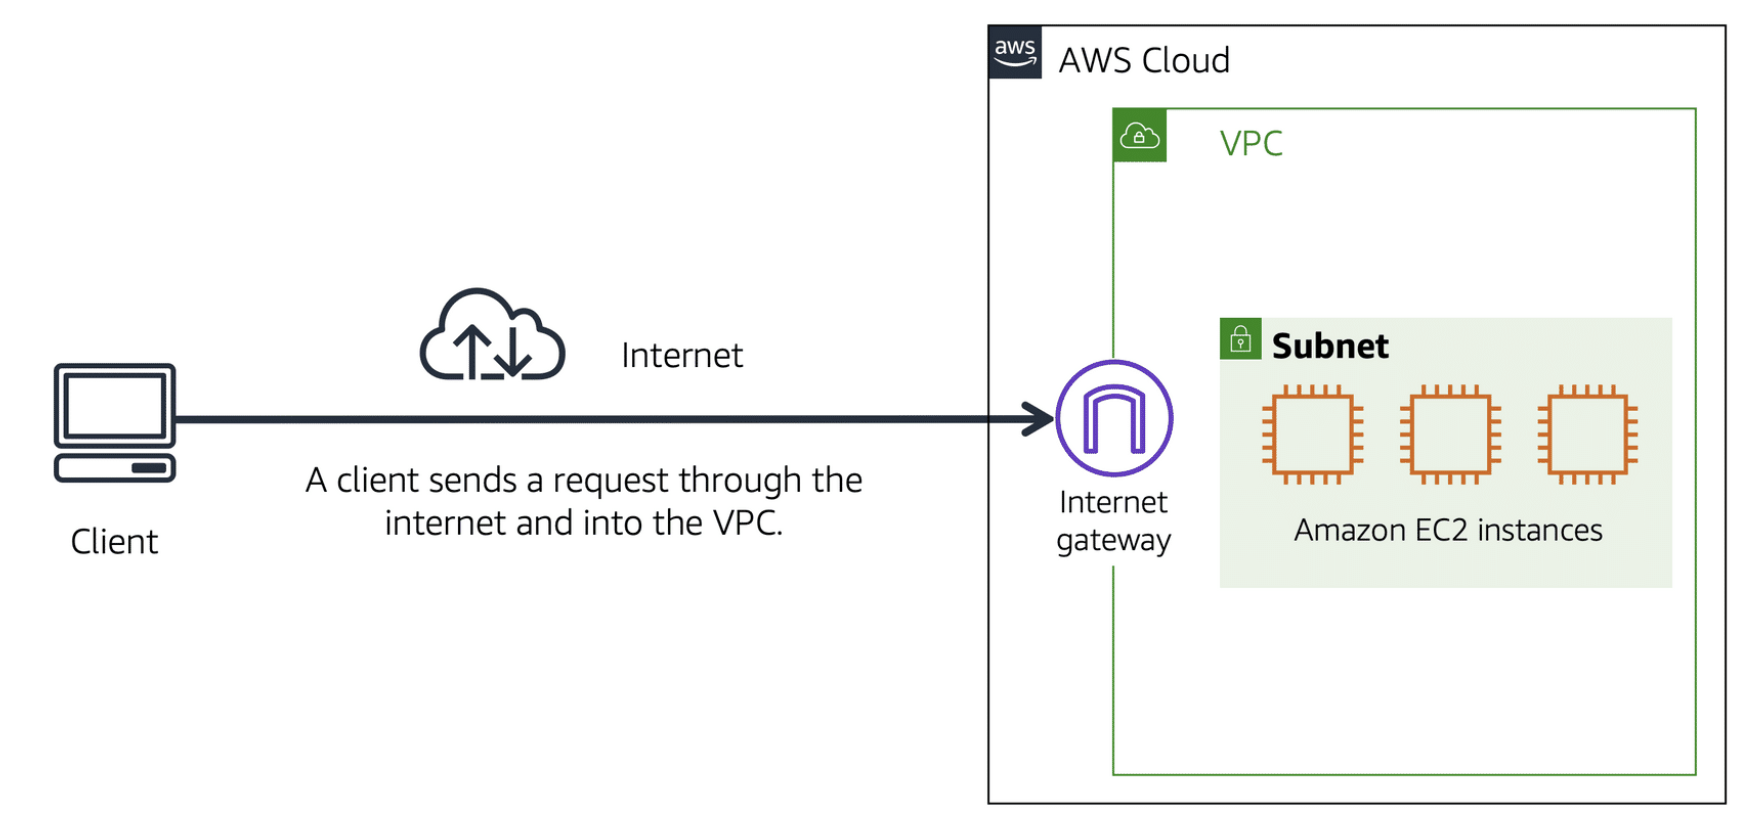 aws
AWS Cloud
VPC
Internet
Subnet
A client sends a request through the
internet and into the VPC.
Client
Internet
gateway
Amazon EC2 instances